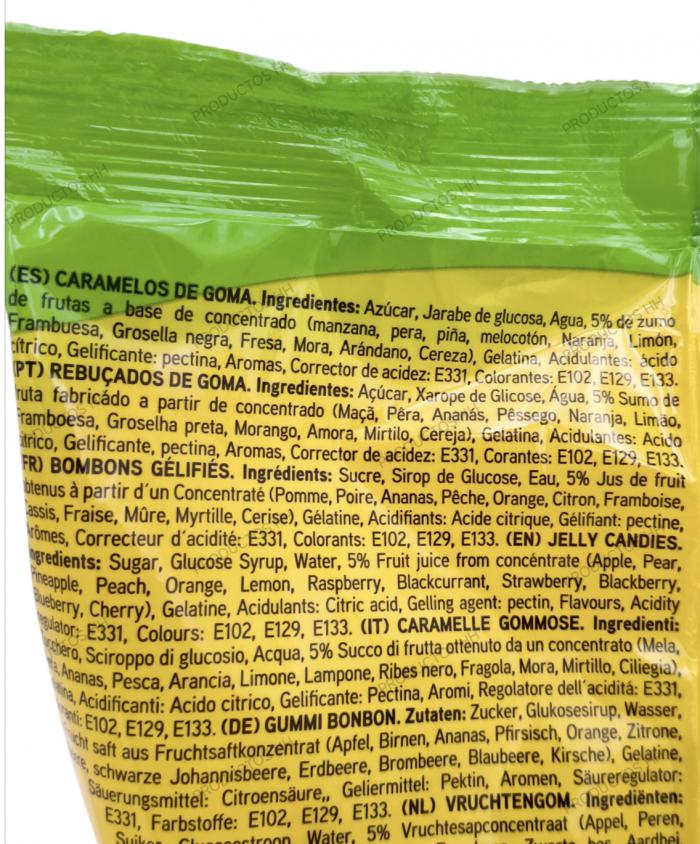 (ES) CARAMELOS DE GOMA. Ingredientes: Azúcar, Jarabe de glucosa, Agua, 5% de zumo
de frutas a base de concentrado (manzana, pera, piña, melocotón, Naranja, Limón,
Frambuesa, Grosella negra, Fresa, Mora, Arándano, Cereza), Gelatina, Acidulantes: ácido
cítrico, Gelificante: pectina, Aromas, Corrector de acidez: E331, Colorantes: E102, E129, E133.
(PT) REBUÇADOS DE GOMA. Ingredientes: Açúcar, Xarope de Glicose, Água, 5% Sumo de
fruta fabricádo a partir de concentrado (Maçã, Pêra, Ananás, Pêssego, Naranja, Limão,
Framboesa, Groselha preta, Morango, Amora, Mirtilo, Cereja), Gelatina, Acidulantes: Acido
cítrico, Gelificante, pectina, Aromas, Corrector de acidez: E331, Corantes: E102, E129, E133.
(FR) BOMBONS GÉLIFIÉS. Ingrédients: Sucre, Sirop de Glucose, Eau, 5% Jus de fruit
obtenus à partir d´un Concentraté (Pomme, Poire, Ananas, Pêche, Orange, Citron, Framboise,
Cassis, Fraise, Mûre, Myrtille, Cerise), Gélatine, Acidifiants: Acide citrique, Gélifiant: pectine,
Arômes, Correcteur d´acidité: E331, Colorants: E102, E129, E133. (EN) JELLY CANDIES.
Ingredients: Sugar, Glucose Syrup, Water, 5% Fruit juice from concéntrate (Apple, Pear,
Pineapple, Peach, Orange, Lemon, Raspberry, Blackcurrant, Strawberry, Blackberry,
Blueberry, Cherry), Gelatine, Acidulants: Citric acid, Gelling agent: pectin, Flavours, Acidity
regulator: E331, Colours: E102, E129, E133. (IT) CARAMELLE GOMMOSE. Ingredienti:
Zucchero, Sciroppo di glucosio, Acqua, 5% Succo di frutta ottenuto da un concentrato (Mela,
Ananas, Pesca, Arancia, Limone, Lampone, Ribes nero, Fragola, Mora, Mirtillo, Ciliegia),
Acidificanti: Acido citrico, Gelificante: Pectina, Aromi, Regolatore dell´aciditá: E331,
E102, E129, E133. (DE) GUMMI BONBON. Zutaten: Zucker, Glukosesirup, Wasser,
saft aus Fruchtsaftkonzentrat (Apfel, Birnen, Ananas, Pfirsisch, Orange, Zitrone,
schwarze Johannisbeere, Erdbeere, Brombeere, Blaubeere, Kirsche), Gelatine,
Säuerungsmittel: Citroensäure,, Geliermittel: Pektin, Aromen, Säureregulator:
E331, Farbstoffe: E102, E129, E133. (NL) VRUCHTENGOM. Ingrediënten:
Water, 5% Vruchtesapconcentraat (Appel, Peren,